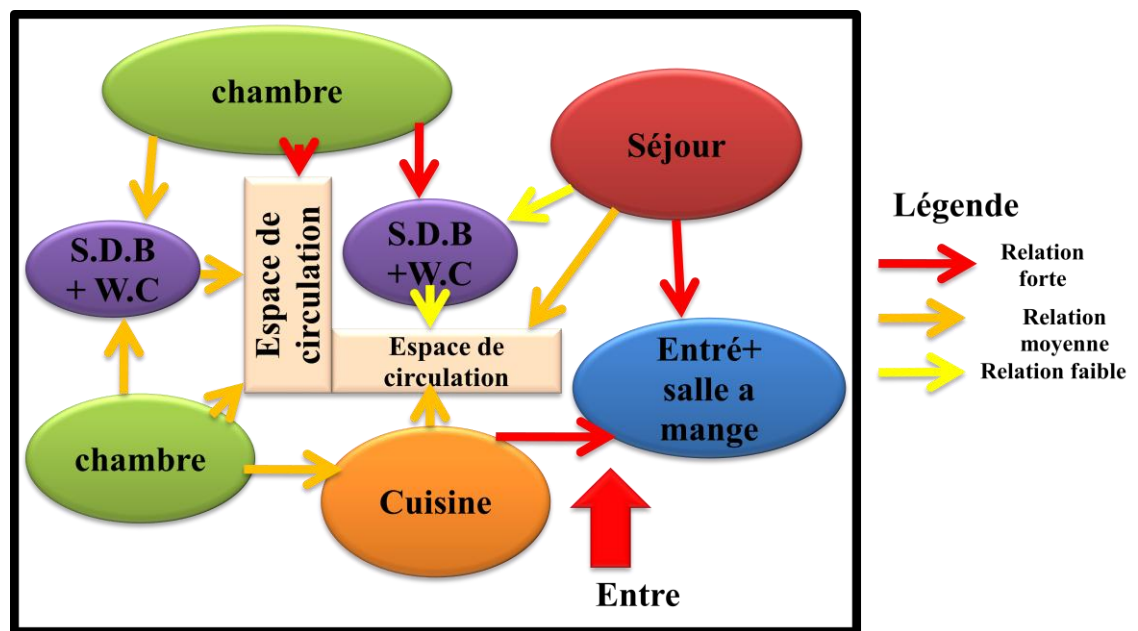 chambre
Séjour
S.D.B
+ W.C
Espace de
circulation
S.D.B
+W.C
Espace de
circulation
Entré+
salle a
mange
chambre
Cuisine
Entre
Légende
Relation
forte
Relation
moyenne
Relation faible